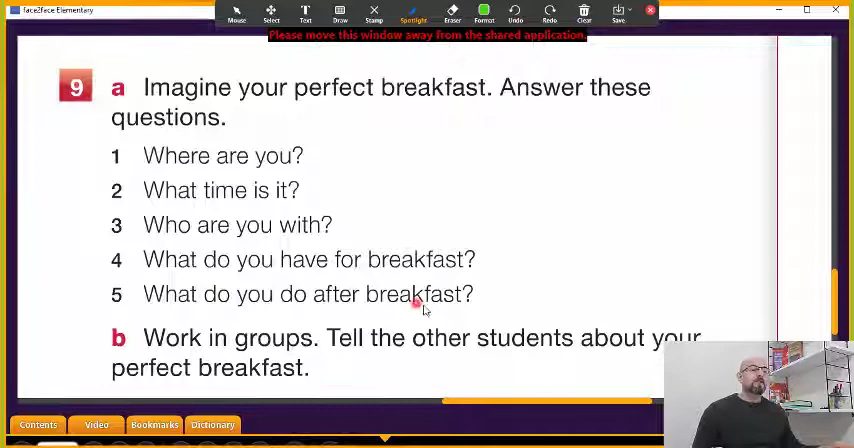 face2face Elementary
Mouse Select Text Draw Stamp Spotlight Eraser Format Undo Redo Clear Save
Please move this window away from the shared application.
9 a Imagine your perfect breakfast. Answer these
questions.
1 Where are you?
2 What time is it?
3 Who are you with?
4 What do you have for breakfast?
5 What do you do after breakfast?
b Work in groups. Tell the other students about your
perfect breakfast.
Contents Video Bookmarks Dictionary